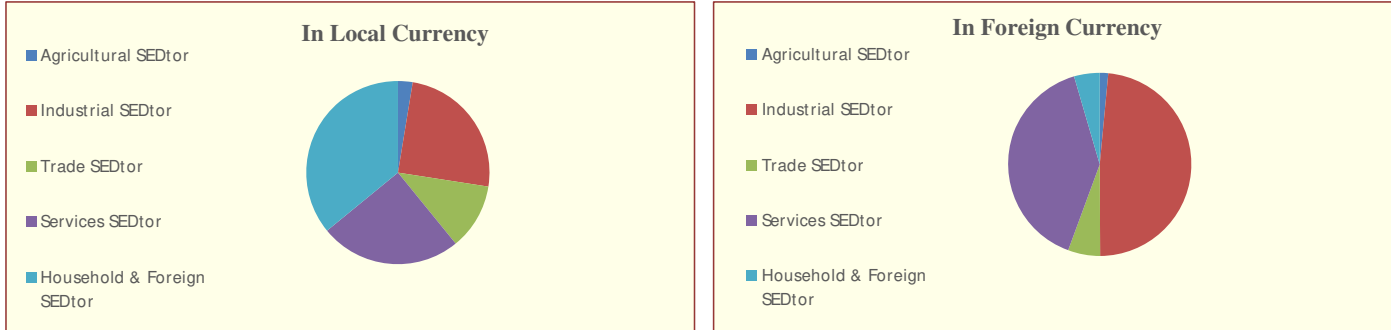 In Local Currency
Agricultural SEDtor
Industrial SEDtor
Trade SEDtor
Services SEDtor
Household & Foreign
SEDtor
In Foreign Currency
Agricultural SEDtor
Industrial SEDtor
Trade SEDtor
Services SEDtor
Household & Foreign
SEDtor